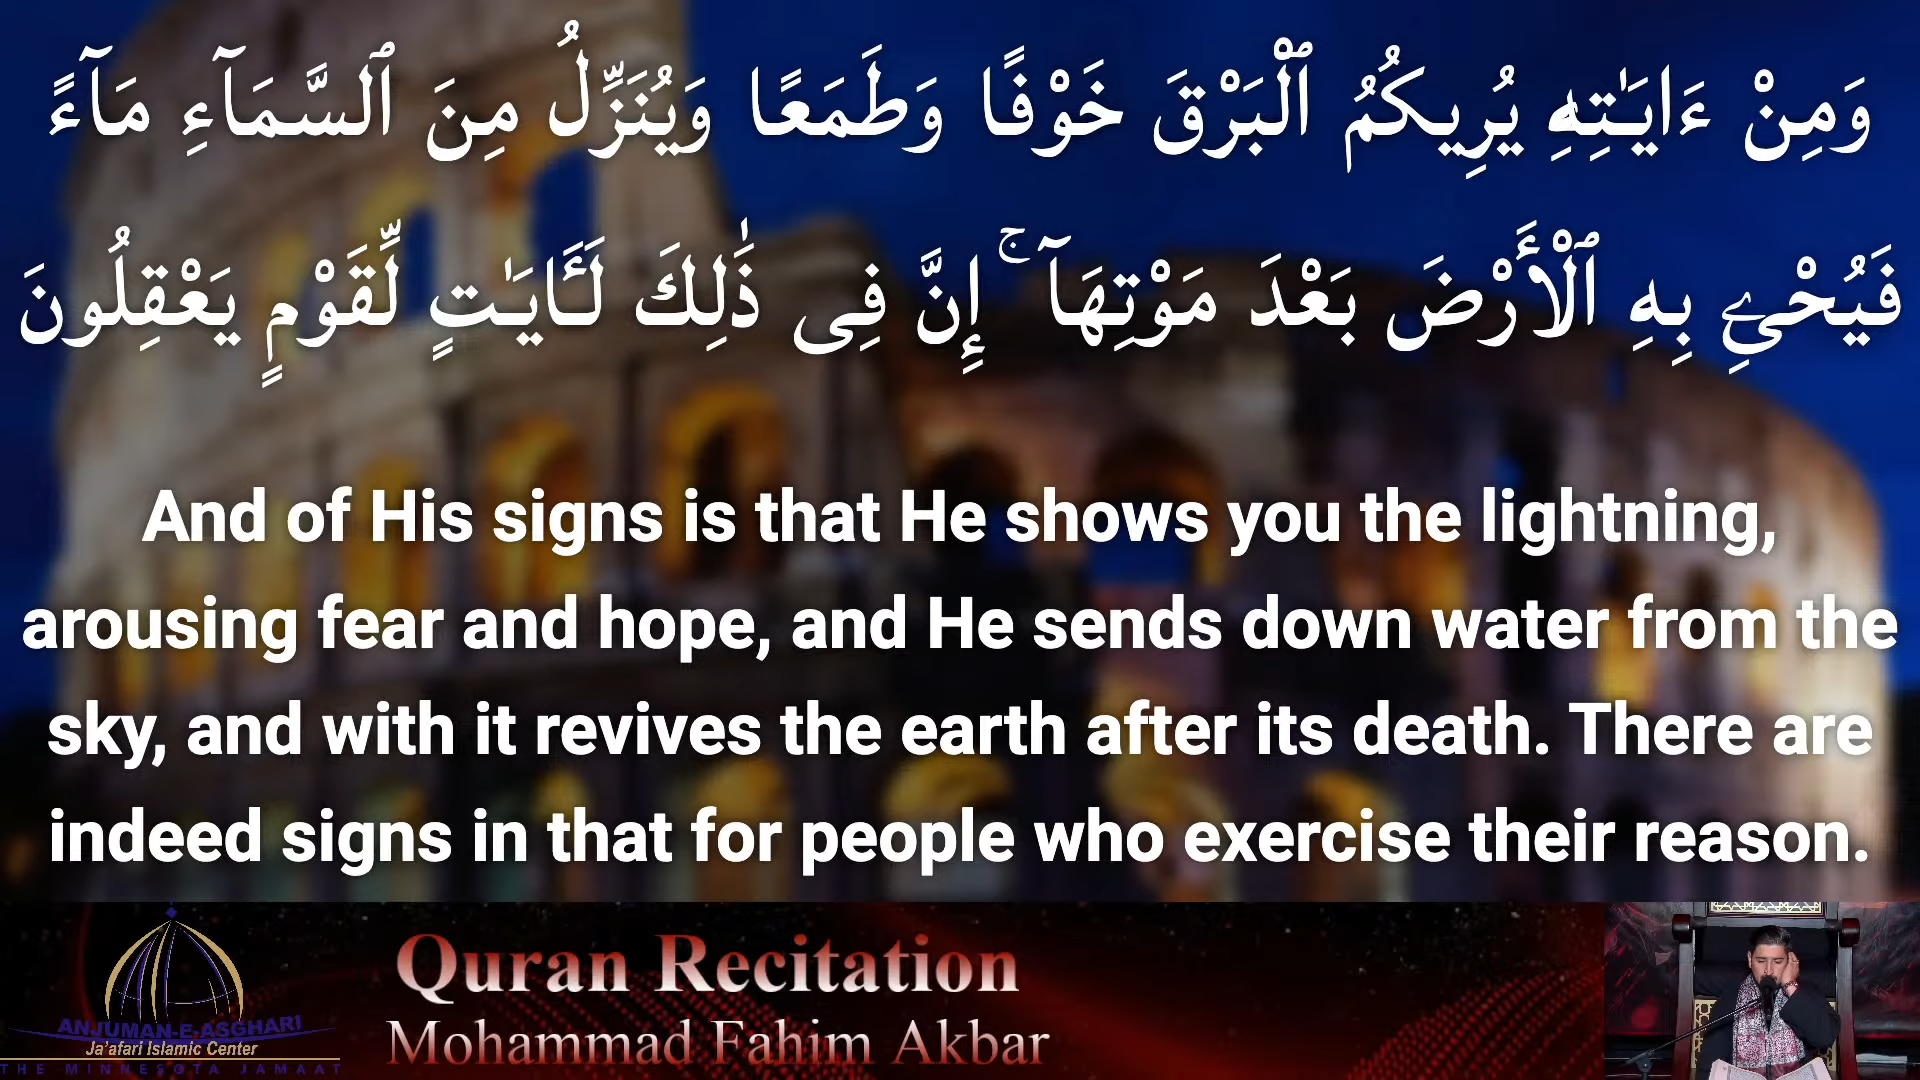 وَمِنْ ءَايَـٰتِهِۦ يُرِيكُمُ ٱلْبَرْقَ خَوْفًا وَطَمَعًا وَيُنَزِّلُ مِنَ ٱلسَّمَآءِ مَآءً
فَيُحْىِۦ بِهِ ٱلْأَرْضَ بَعْدَ مَوْتِهَآ ۚ إِنَّ فِى ذَٰلِكَ لَـَٔايَـٰتٍ لِّقَوْمٍ يَعْقِلُونَ
And of His signs is that He shows you the lightning,
arousing fear and hope, and He sends down water from the
sky, and with it revives the earth after its death. There are
indeed signs in that for people who exercise their reason.
Quran Recitation
Mohammad Fahim Akbar
ANJUMAN-E-ASGHARI
Ja'afari Islamic Center
THE MINNESOTA JAMAAT